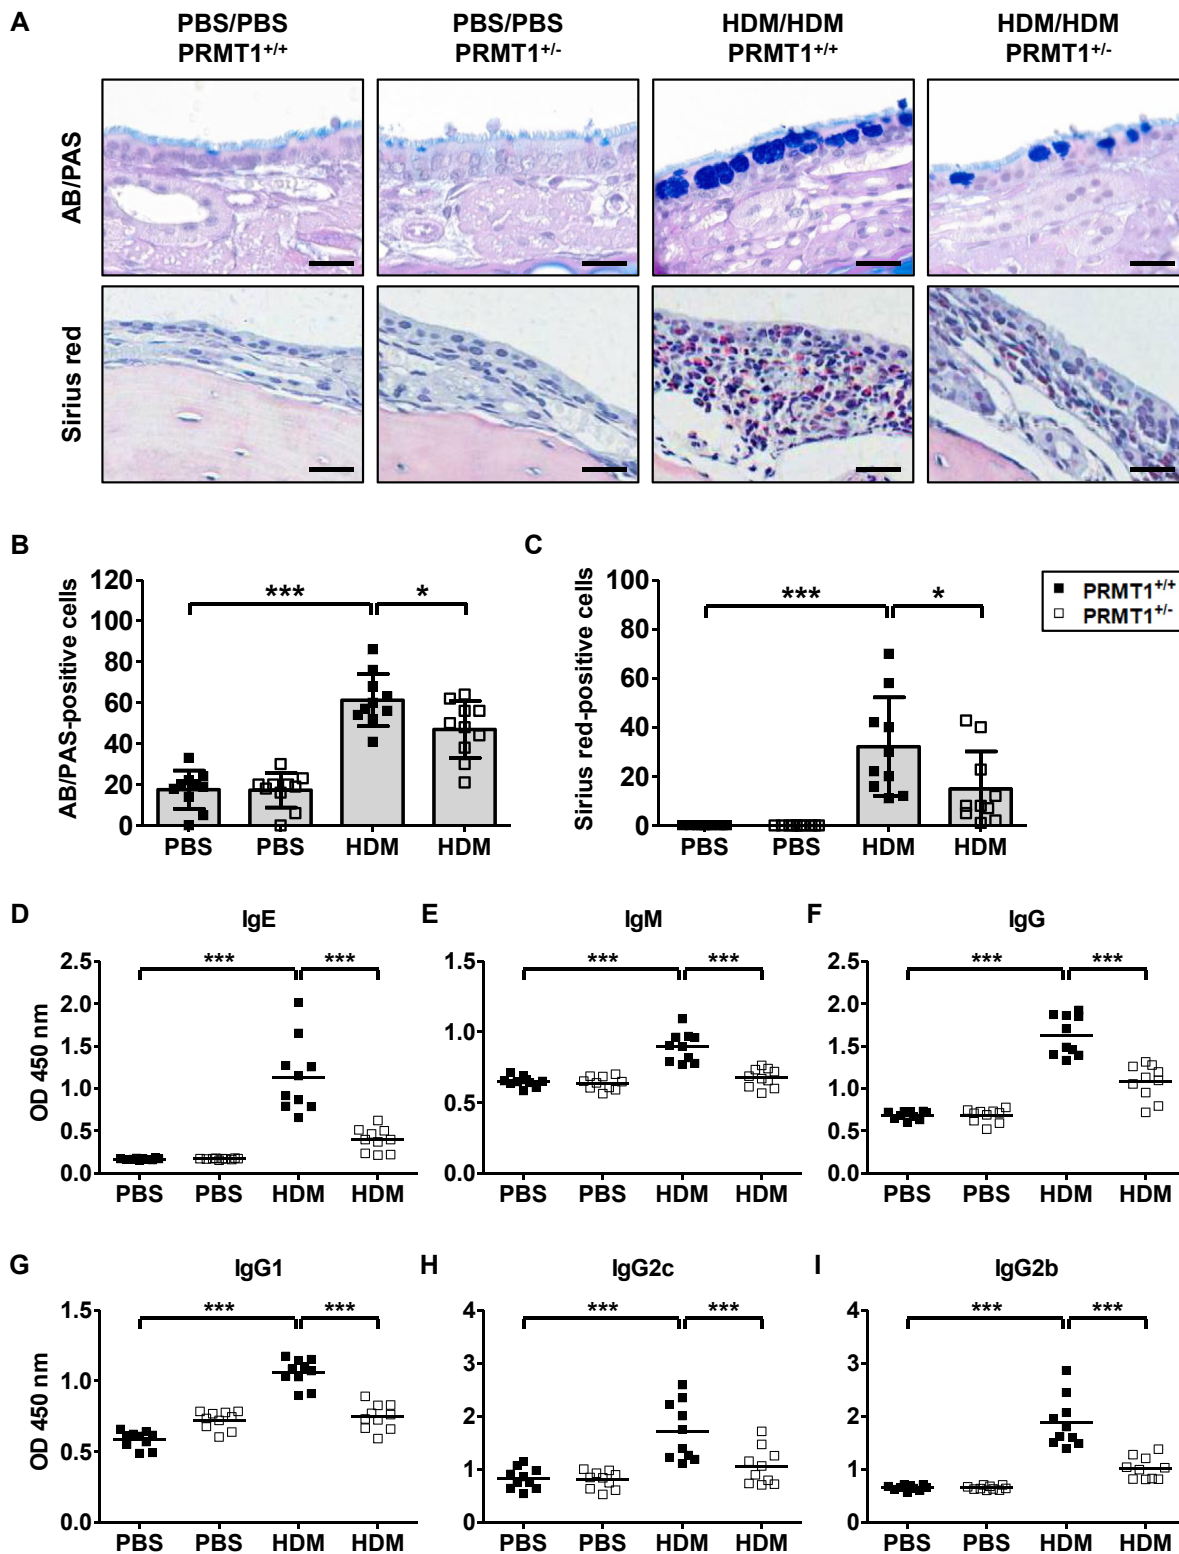 A
PBS/PBS
PRMT1+/+
PBS/PBS
PRMT1+/-
HDM/HDM
PRMT1+/+
HDM/HDM
PRMT1+/-
AB/PAS
Sirius red
B
AB/PAS-positive cells
120
100
80
60
40
20
0
***
*
PBS
PBS
HDM
HDM
C
Sirius red-positive cells
100
80
60
40
20
0
***
*
PBS
PBS
HDM
HDM
PRMT1+/+
PRMT1+/-
D
IgE
OD 450 nm
2.5
2.0
1.5
1.0
0.5
0.0
***
***
PBS
PBS
HDM
HDM
E
IgM
1.5
1.0
0.5
0.0
***
***
PBS
PBS
HDM
HDM
F
IgG
2.5
2.0
1.5
1.0
0.5
0.0
***
***
PBS
PBS
HDM
HDM
G
IgG1
OD 450 nm
1.5
1.0
0.5
0.0
***
***
PBS
PBS
HDM
HDM
H
IgG2c
4
3
2
1
0
***
***
PBS
PBS
HDM
HDM
I
IgG2b
4
3
2
1
0
***
***
PBS
PBS
HDM
HDM